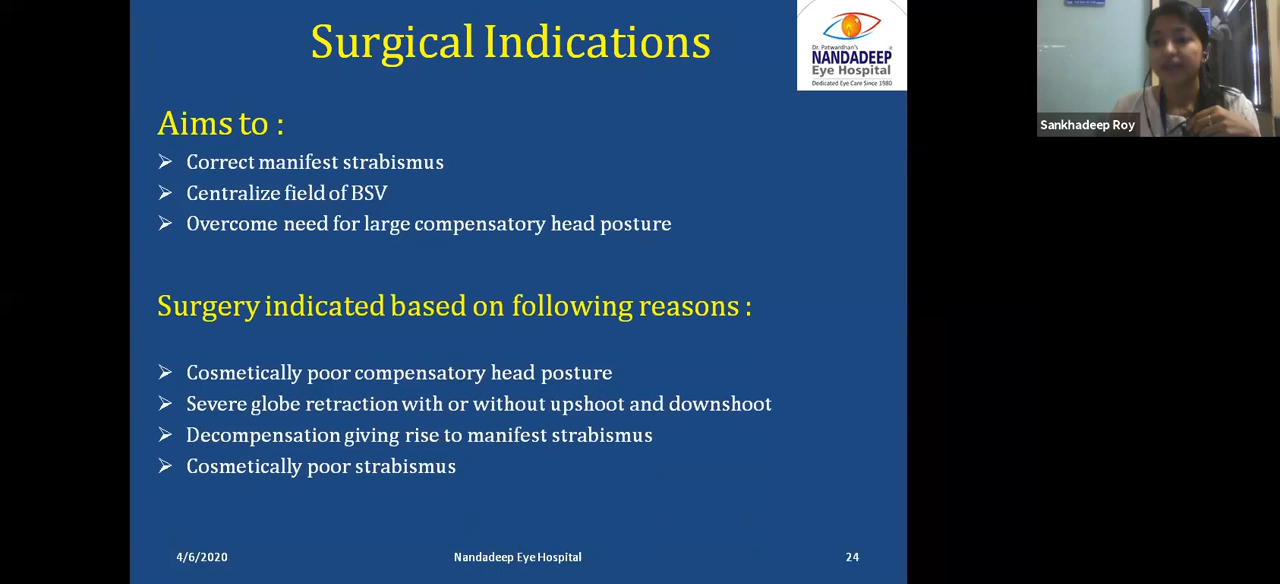 Surgical Indications
Dr. Patwardhan's
NANDADEEP
Eye Hospital
Dedicated Eye Care Since 1980
Sankhadeep Roy
Aims to :
Correct manifest strabismus
Centralize field of BSV
Overcome need for large compensatory head posture
Surgery indicated based on following reasons :
Cosmetically poor compensatory head posture
Severe globe retraction with or without upshoot and downshoot
Decompensation giving rise to manifest strabismus
Cosmetically poor strabismus
4/6/2020
Nandadeep Eye Hospital
24